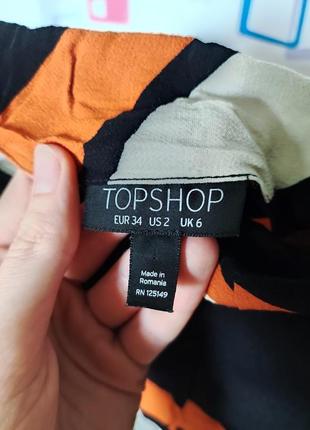 TOPSHOP
EUR 34 US 2 UK 6
Made in
Romania
RN 125149